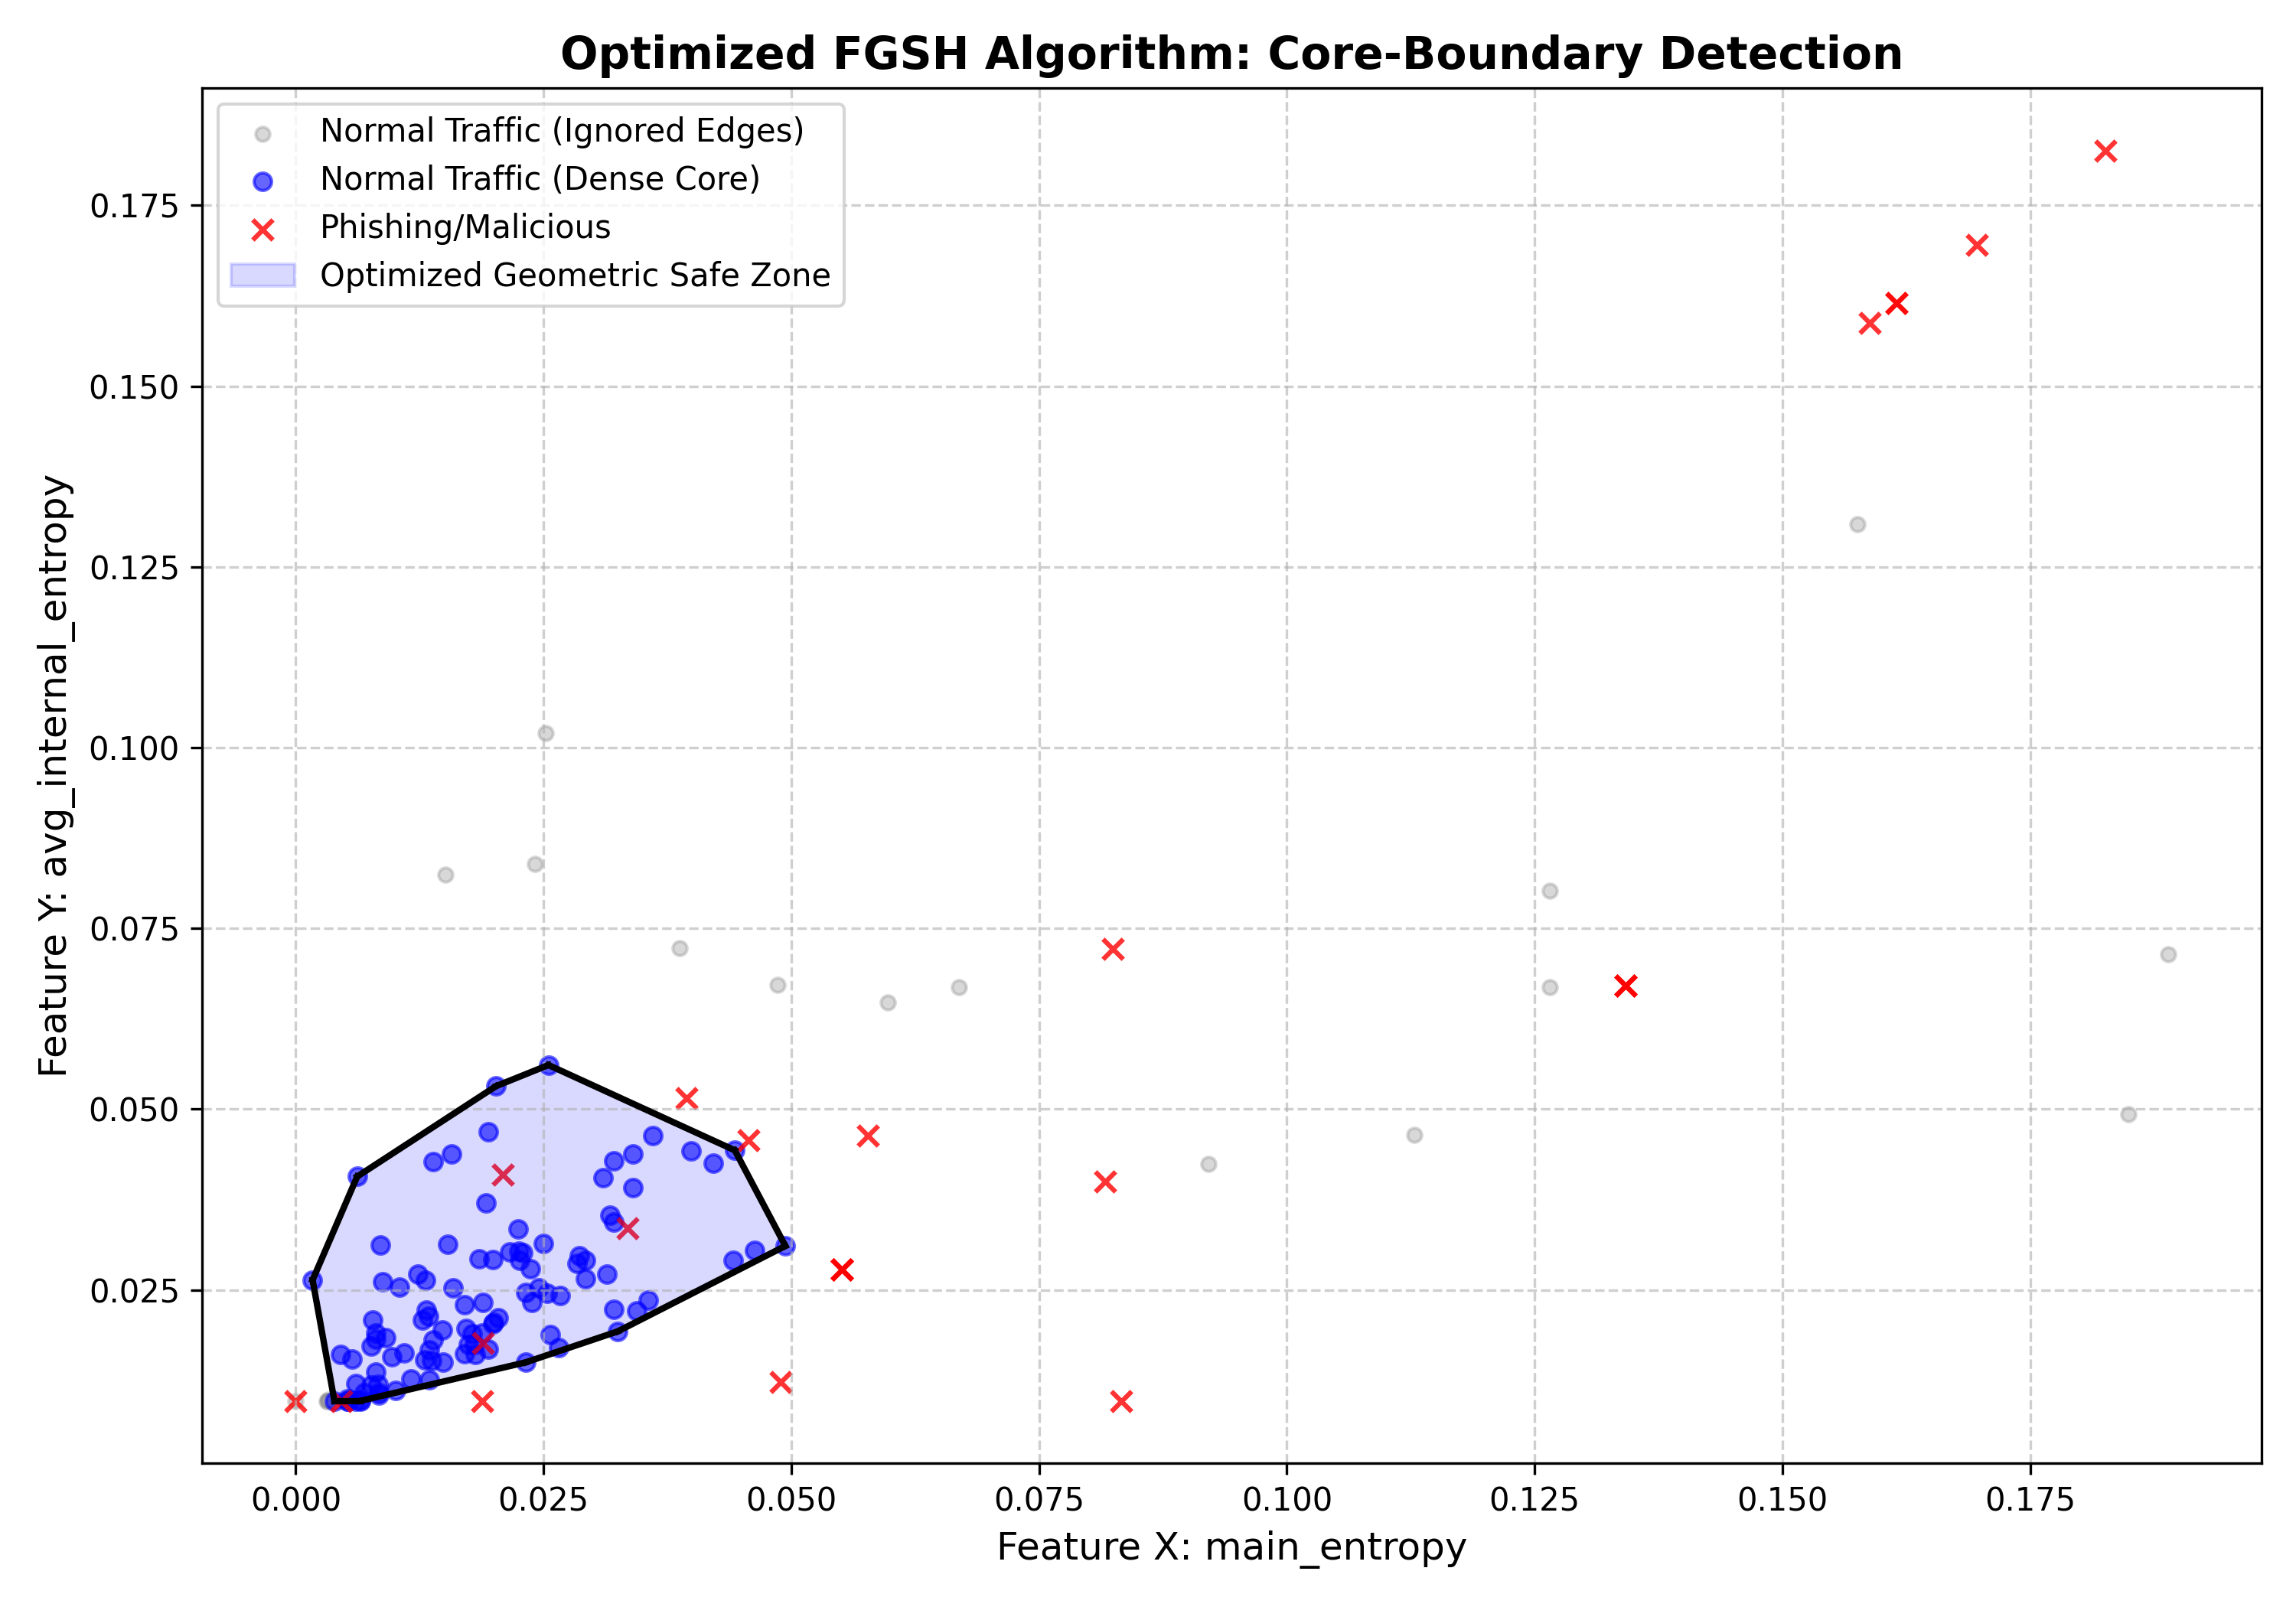 Optimized FGSH Algorithm: Core-Boundary Detection
Normal Traffic (Ignored Edges)
Normal Traffic (Dense Core)
Phishing/Malicious
Optimized Geometric Safe Zone
Feature Y: avg_internal_entropy
0.175
0.150
0.125
0.100
0.075
0.050
0.025
0.000 0.025 0.050 0.075 0.100 0.125 0.150 0.175
Feature X: main_entropy